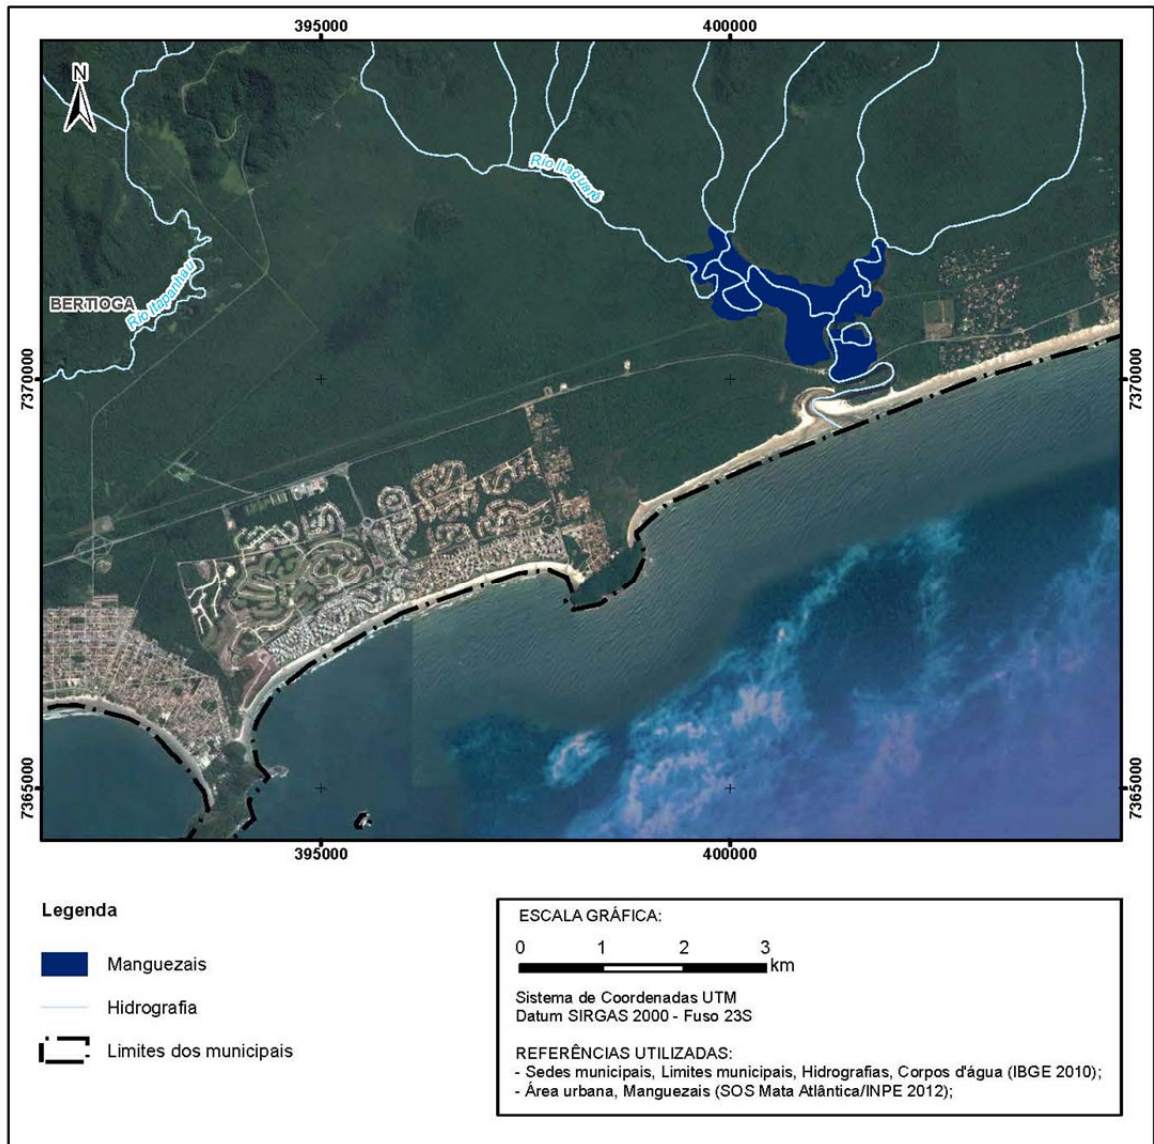 395000
400000
N
Rio Itaguaré
BERTIOGA
Rio Itapanhau
7370000
7370000
7365000
7365000
395000
400000
Legenda
Manguezais
Hidrografia
Limites dos municipais
ESCALA GRÁFICA:
0 1 2 3
km
Sistema de Coordenadas UTM
Datum SIRGAS 2000 - Fuso 23S
REFERÊNCIAS UTILIZADAS:
- Sedes municipais, Limites municipais, Hidrografias, Corpos d'água (IBGE 2010);
- Área urbana, Manguezais (SOS Mata Atlântica/INPE 2012);